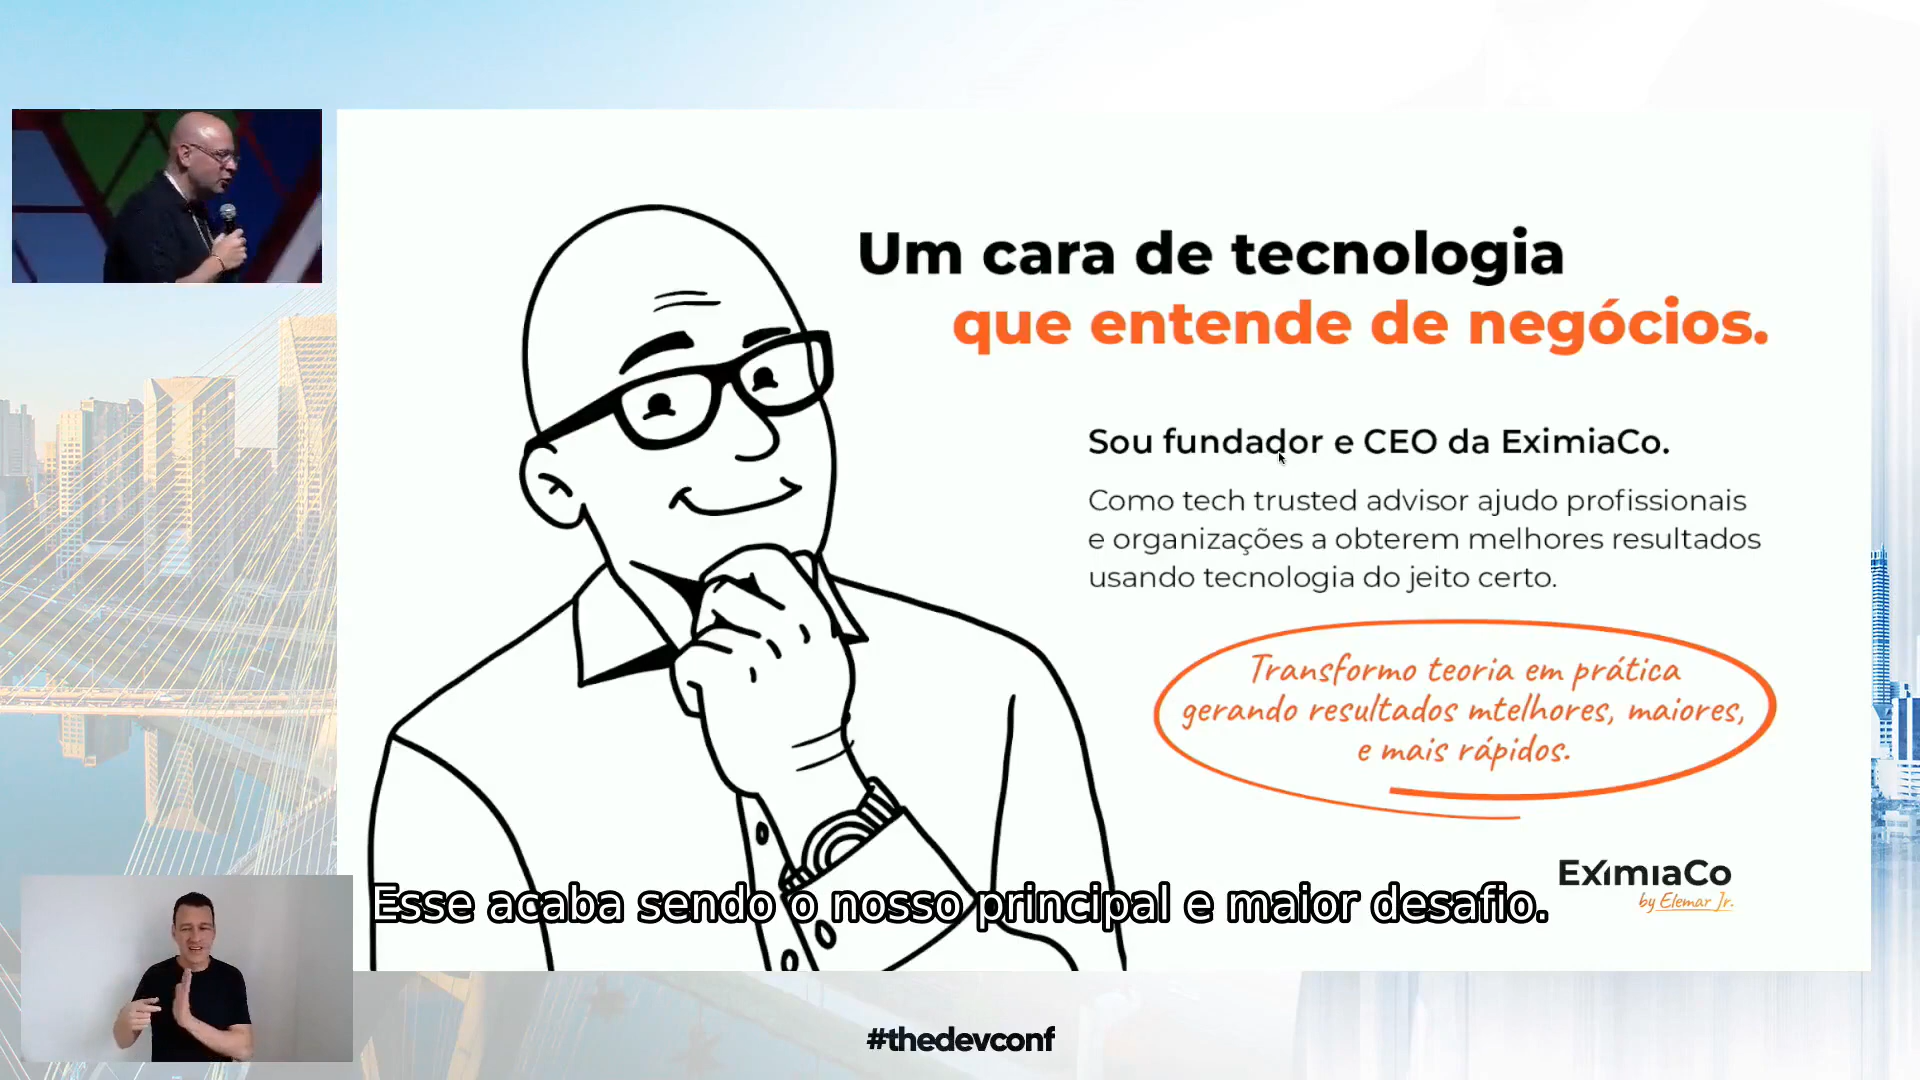 Um cara de tecnologia
que entende de negócios.
Sou fundador e CEO da EximiaCo.
Como tech trusted advisor ajudo profissionais
e organizações a obterem melhores resultados
usando tecnologia do jeito certo.
Transformo teoria em prática
gerando resultados mtelhores, maiores,
e mais rápidos.
ExímıaCo
by Elemar Jr.
Esse acaba sendo o nosso principal e maior desafio.
#thedevconf